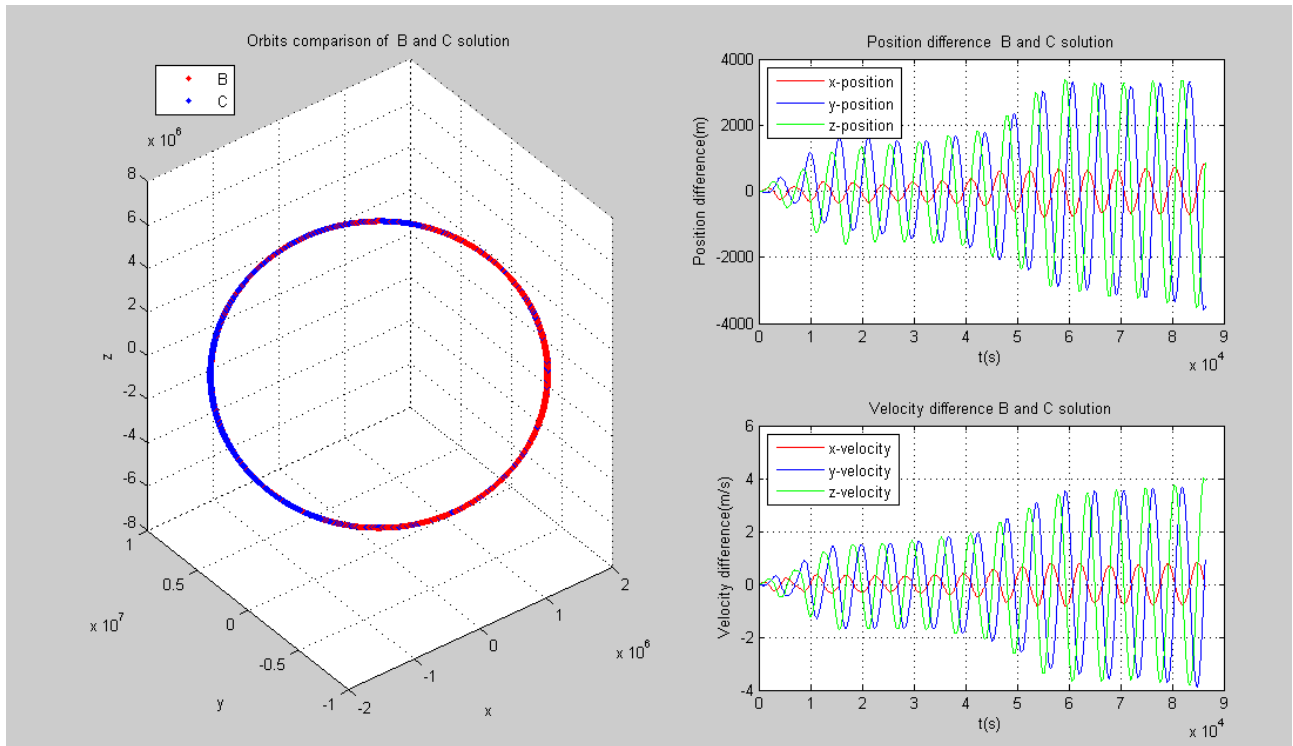 Orbits comparison of B and C solution
B
C
x 10^6
8
6
4
2
0
-2
-4
-6
-8
z
1
0.5
0
-0.5
-1
x 10^7
y
-2
-1
0
1
2
x 10^6
x
Position difference B and C solution
x-position
y-position
z-position
4000
2000
0
-2000
-4000
Position difference(m)
0 1 2 3 4 5 6 7 8 9
t(s)
x 10^4
Velocity difference B and C solution
x-velocity
y-velocity
z-velocity
6
4
2
0
-2
-4
Velocity difference(m/s)
0 1 2 3 4 5 6 7 8 9
t(s)
x 10^4